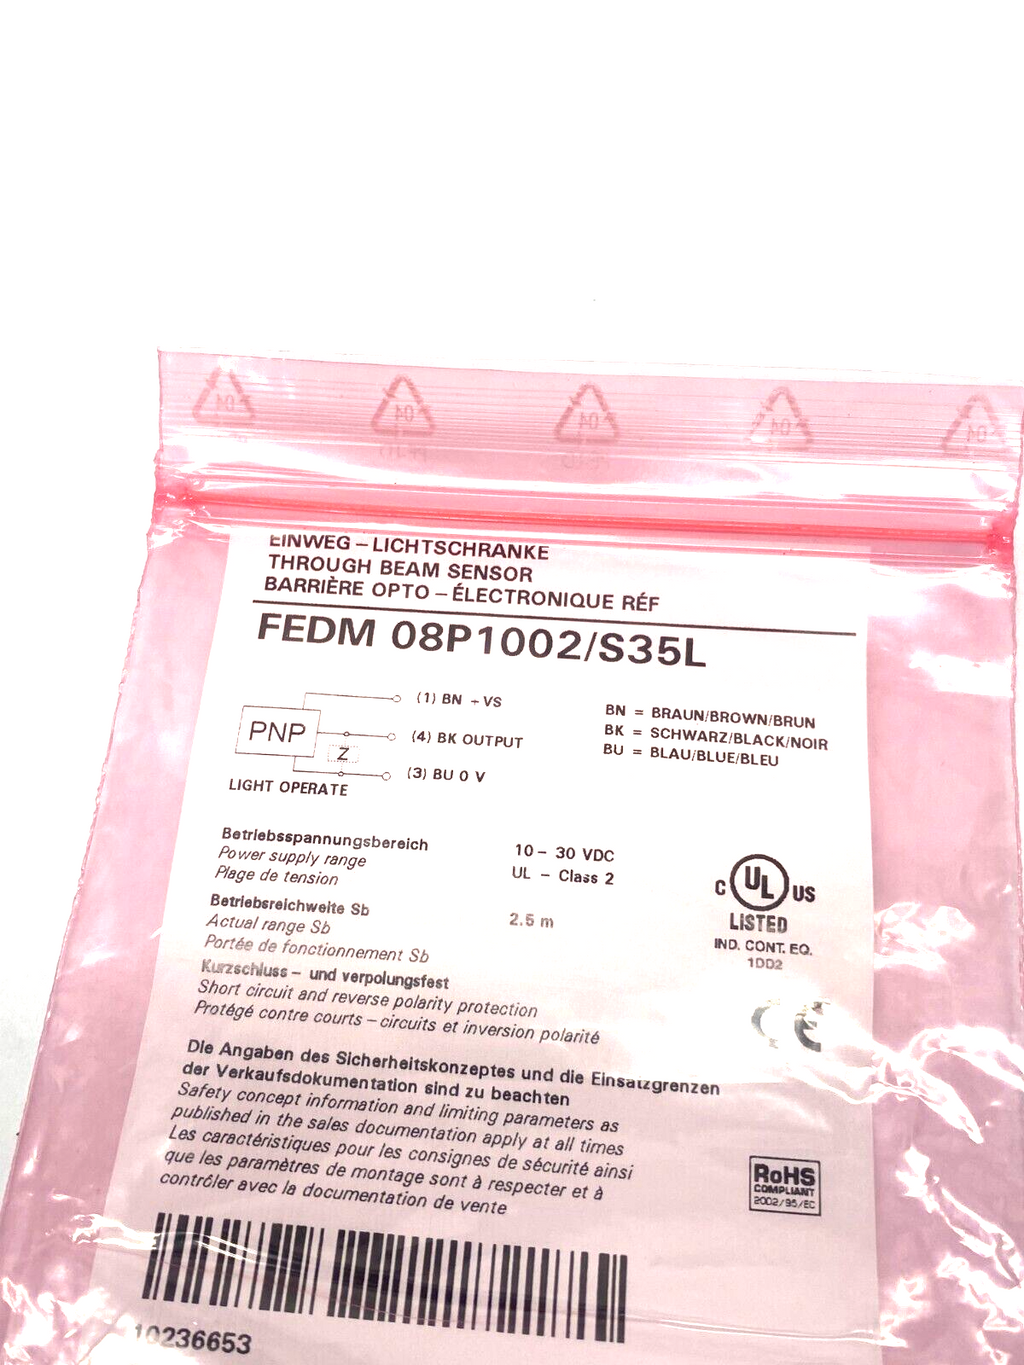 EINWEG – LICHTSCHRANKE
THROUGH BEAM SENSOR
BARRIÈRE OPTO – ÉLECTRONIQUE RÉF
FEDM 08P1002/S35L
(1) BN +VS
PNP
(4) BK OUTPUT
Z
(3) BU 0 V
LIGHT OPERATE
BN = BRAUN/BROWN/BRUN
BK = SCHWARZ/BLACK/NOIR
BU = BLAU/BLUE/BLEU
Betriebsspannungsbereich
Power supply range
Plage de tension
10 – 30 VDC
UL – Class 2
Betriebsreichweite Sb
Actual range Sb
Portée de fonctionnement Sb
2.5 m
Kurzschluss – und verpolungsfest
Short circuit and reverse polarity protection
Protégé contre courts – circuits et inversion polarité
C UL US
LISTED
IND. CONT. EQ.
1DD2
CE
Die Angaben des Sicherheitskonzeptes und die Einsatzgrenzen
der Verkaufsdokumentation sind zu beachten
Safety concept information and limiting parameters as
published in the sales documentation apply at all times
Les caractéristiques pour les consignes de sécurité ainsi
que les paramètres de montage sont à respecter et à
contrôler avec la documentation de vente
RoHS
COMPLIANT
2002/95/EC
10236653